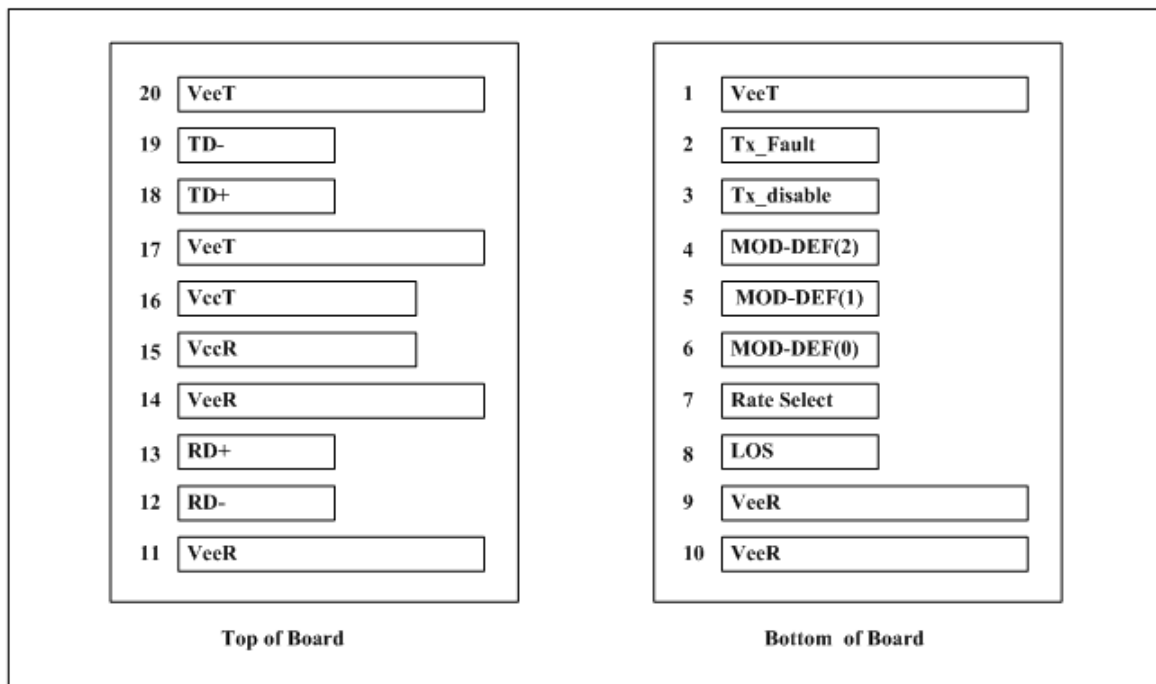 20 VeeT
19 TD-
18 TD+
17 VeeT
16 VccT
15 VccR
14 VeeR
13 RD+
12 RD-
11 VeeR
Top of Board
1 VeeT
2 Tx_Fault
3 Tx_disable
4 MOD-DEF(2)
5 MOD-DEF(1)
6 MOD-DEF(0)
7 Rate Select
8 LOS
9 VeeR
10 VeeR
Bottom of Board